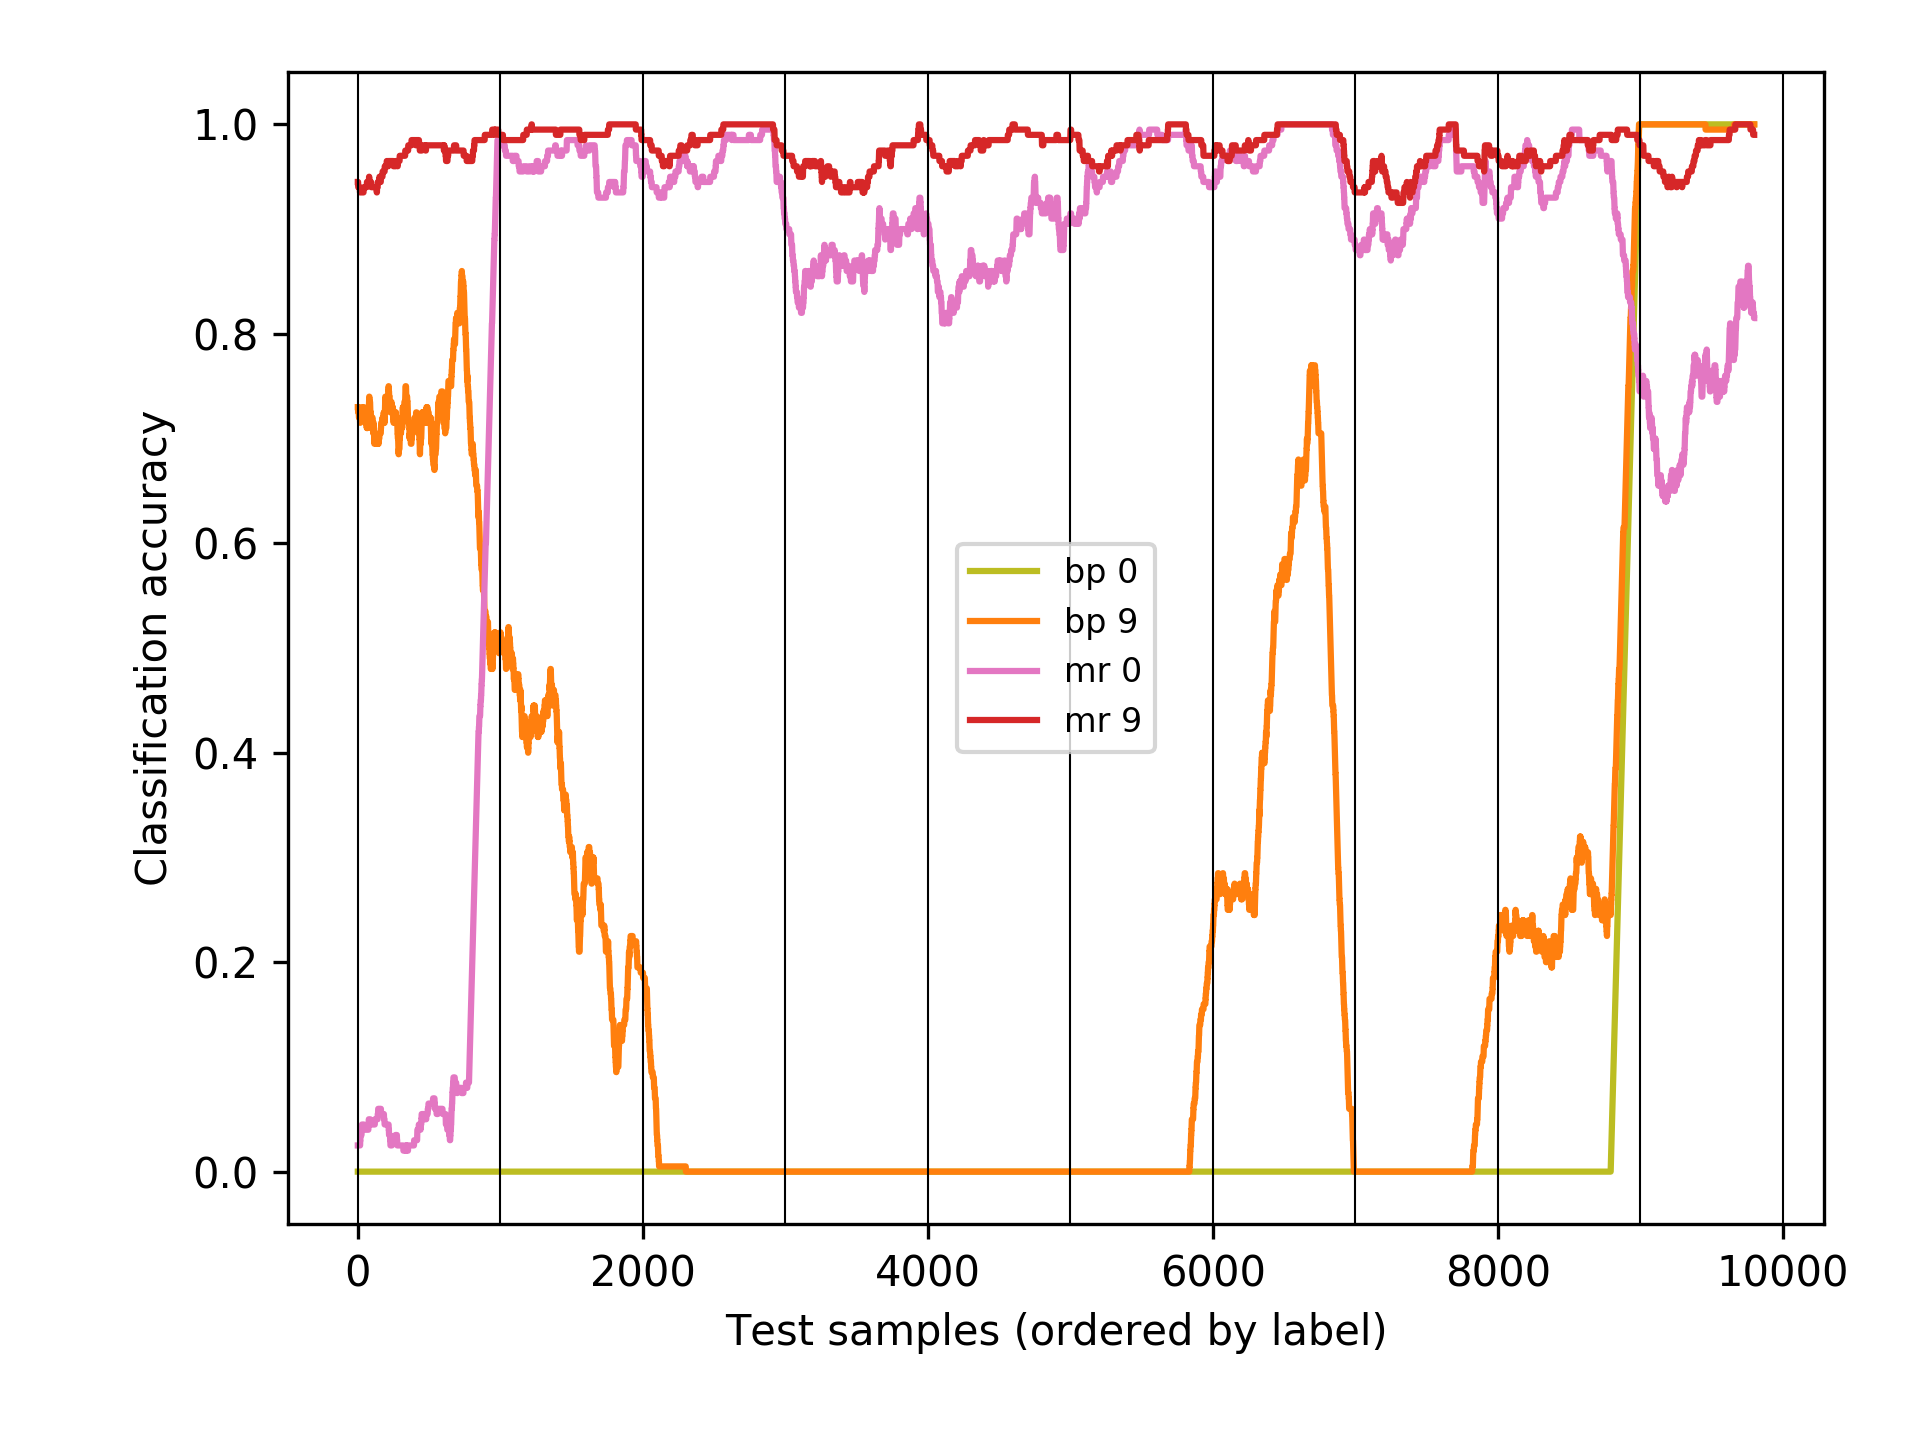 1.0
0.8
0.6
0.4
0.2
0.0
Classification accuracy
bp 0
bp 9
mr 0
mr 9
0 2000 4000 6000 8000 10000
Test samples (ordered by label)